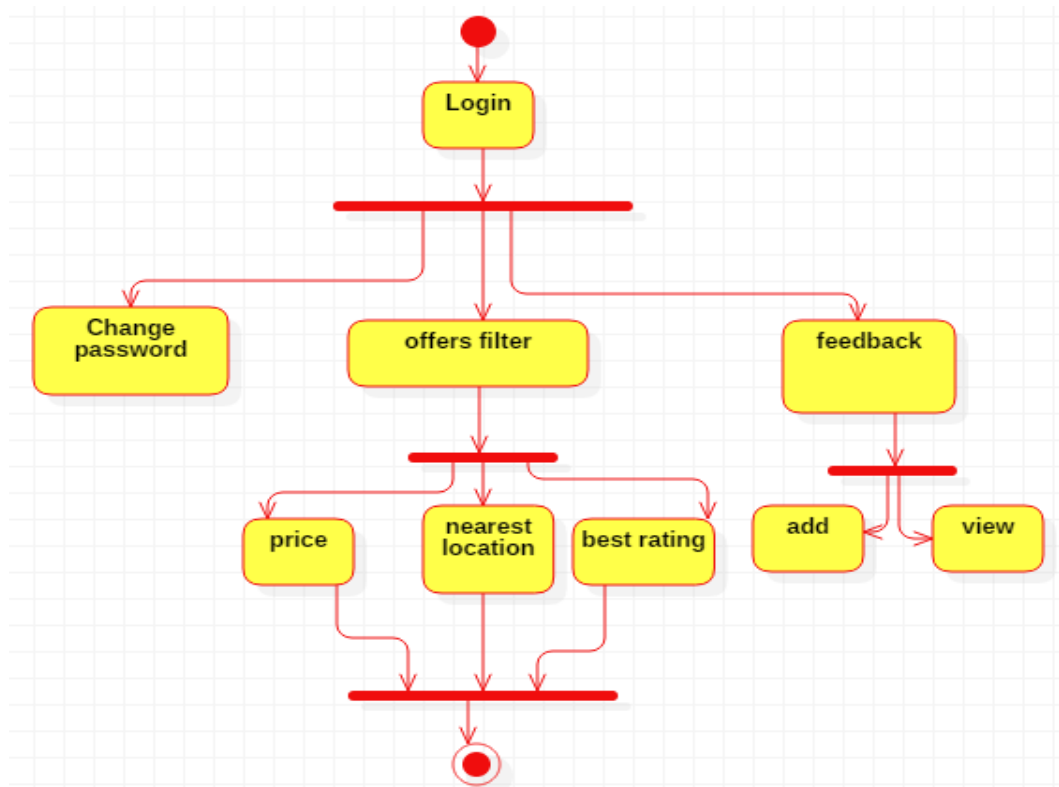 Login
Change
password
offers filter
feedback
price
nearest
location
best rating
add
view